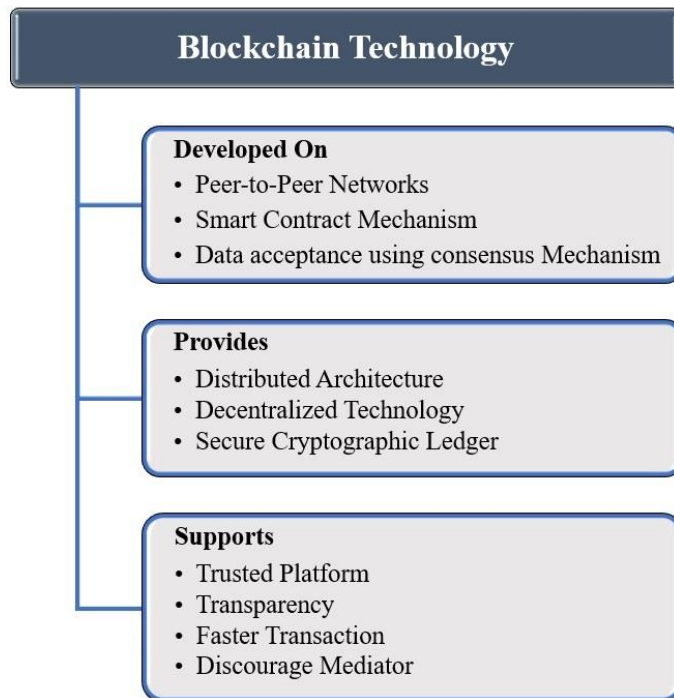 Blockchain Technology
Developed On
• Peer-to-Peer Networks
• Smart Contract Mechanism
• Data acceptance using consensus Mechanism
Provides
• Distributed Architecture
• Decentralized Technology
• Secure Cryptographic Ledger
Supports
• Trusted Platform
• Transparency
• Faster Transaction
• Discourage Mediator